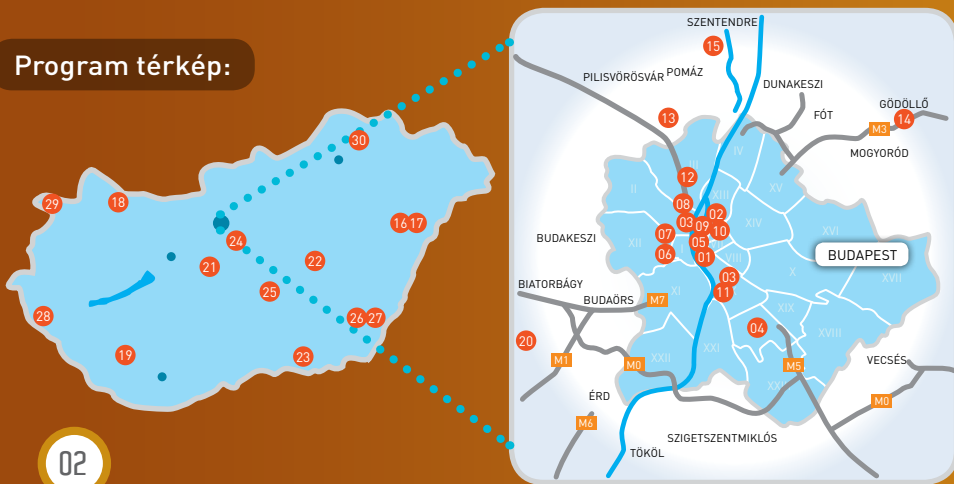 Program térkép:
30
29
18
16 17
24
21
22
25
28
26 27
19
23
02
SZENTENDRE
15
PILISVÖRÖSVÁR
POMÁZ
DUNAKESZI
FÓT
GÖDÖLLŐ
14
M3
13
MOGYORÓD
III
IV
XV
12
II
XIII
08
02
03
09
10
XIV
XVI
07
05
BUDAKESZI
XII
06
I
01
VIII
BUDAPEST
03
X
XVII
BIATORBÁGY
BUDAÖRS
M7
XI
11
XIX
20
04
XVIII
M1
M0
XXII
XXI
M5
VECSÉS
ÉRD
M0
M6
SZIGETSZENTMIKLÓS
TÖKÖL